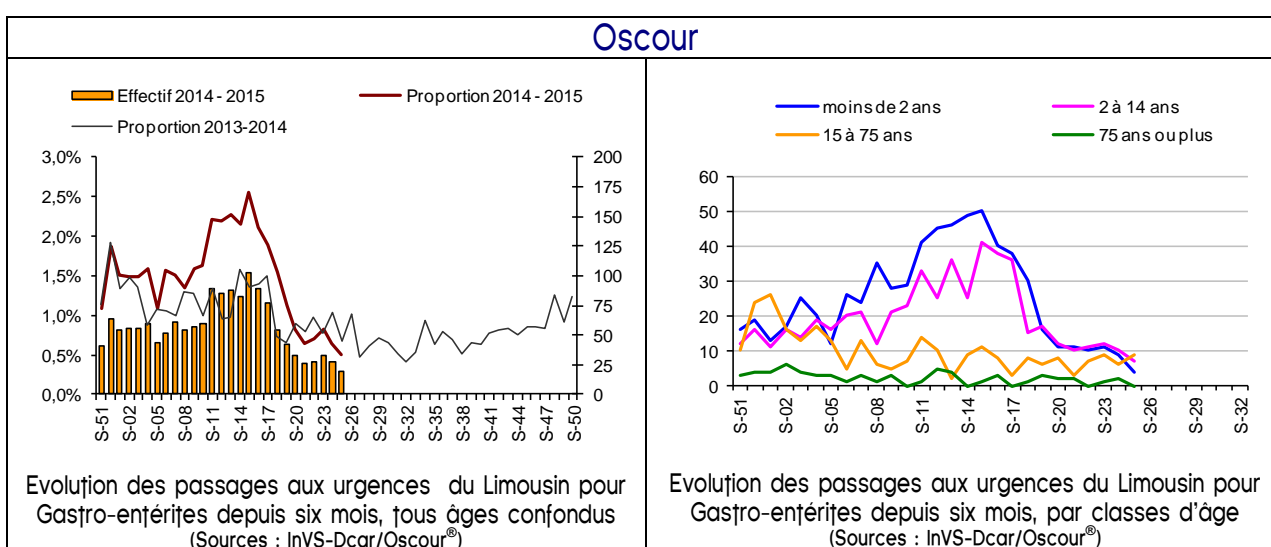 Oscour
Effectif 2014 - 2015
Proportion 2014 - 2015
Proportion 2013-2014
3,0%
2,5%
2,0%
1,5%
1,0%
0,5%
0,0%
200
175
150
125
100
75
50
25
0
S-51
S-02
S-05
S-08
S-11
S-14
S-17
S-20
S-23
S-26
S-29
S-32
S-35
S-38
S-41
S-44
S-47
S-50
Evolution des passages aux urgences du Limousin pour
Gastro-entérites depuis six mois, tous âges confondus
(Sources : InVS-Dcar/Oscour®)
moins de 2 ans
2 à 14 ans
15 à 75 ans
75 ans ou plus
60
50
40
30
20
10
0
S-51
S-02
S-05
S-08
S-11
S-14
S-17
S-20
S-23
S-26
S-29
S-32
Evolution des passages aux urgences du Limousin pour
Gastro-entérites depuis six mois, par classes d'âge
(Sources : InVS-Dcar/Oscour®)